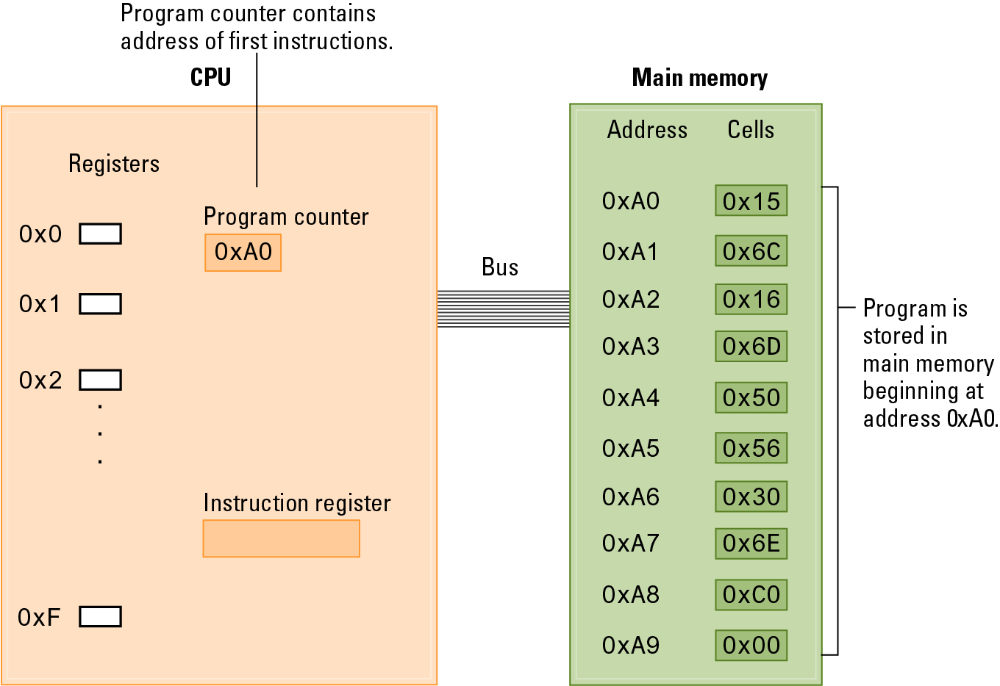 Program counter contains
address of first instructions.
CPU
Registers
0x0
0x1
0x2
.
.
.
0xF
Program counter
0xA0
Instruction register
Bus
Main memory
Address Cells
0xA0 0x15
0xA1 0x6C
0xA2 0x16
0xA3 0x6D
0xA4 0x50
0xA5 0x56
0xA6 0x30
0xA7 0x6E
0xA8 0xC0
0xA9 0x00
Program is
stored in
main memory
beginning at
address 0xA0.